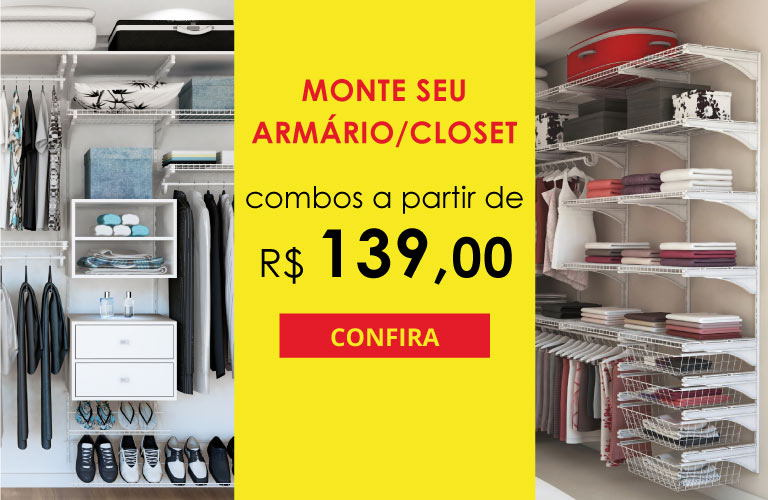 MONTE SEU
ARMÁRIO/CLOSET
combos a partir de
R$ 139,00
CONFIRA